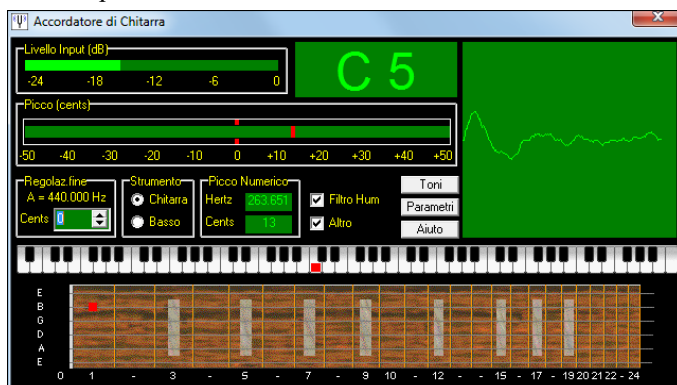 Accordatore di Chitarra
Livello Input (dB)
-24 -18 -12 -6 0
C 5
Picco (cents)
-50 -40 -30 -20 -10 0 +10 +20 +30 +40 +50
Regolaz.fine Strumento Picco Numerico
A = 440.000 Hz Chitarra Hertz 263.651 Filtro Hum Toni
Cents 0 Basso Cents 13 Altro Parametri
Aiuto
E
B
G
D
A
E
0 1 - 3 - 5 - 7 - 9 10 - 12 - - 15 - 17 - 19 20 21 22 - 24